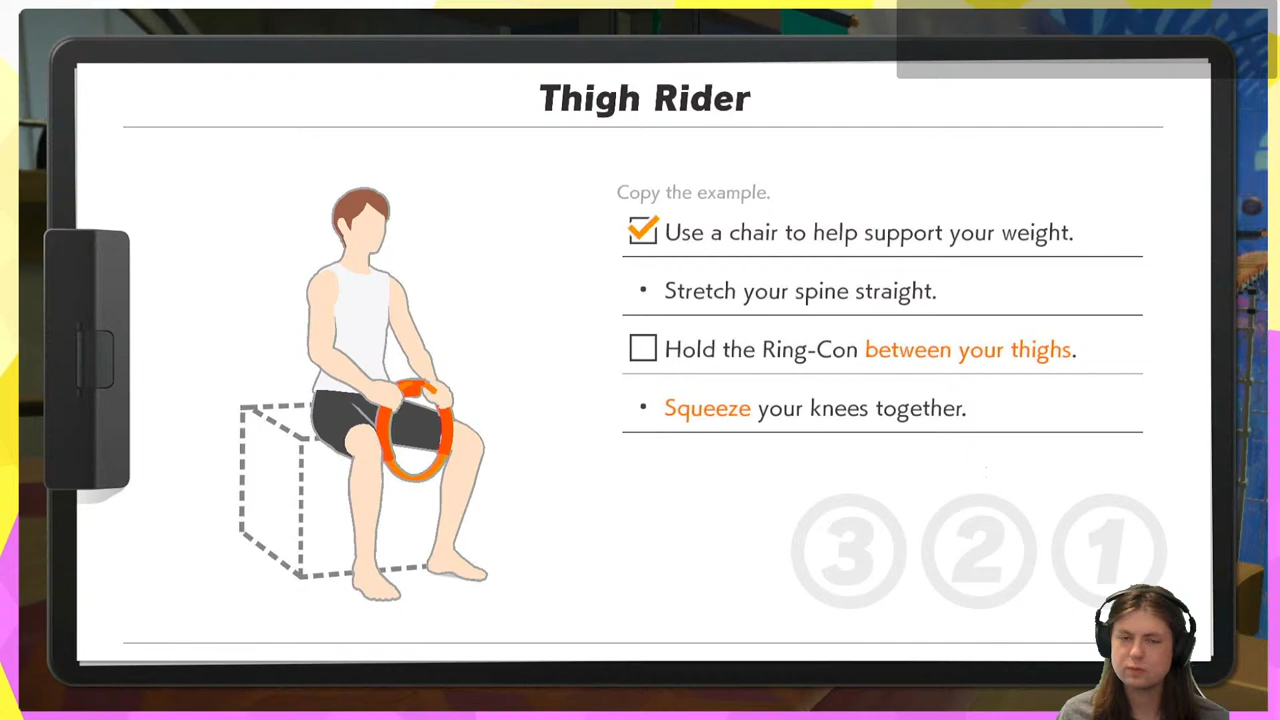 Thigh Rider
Copy the example.
Use a chair to help support your weight.
• Stretch your spine straight.
Hold the Ring-Con between your thighs.
• Squeeze your knees together.
3 2 1